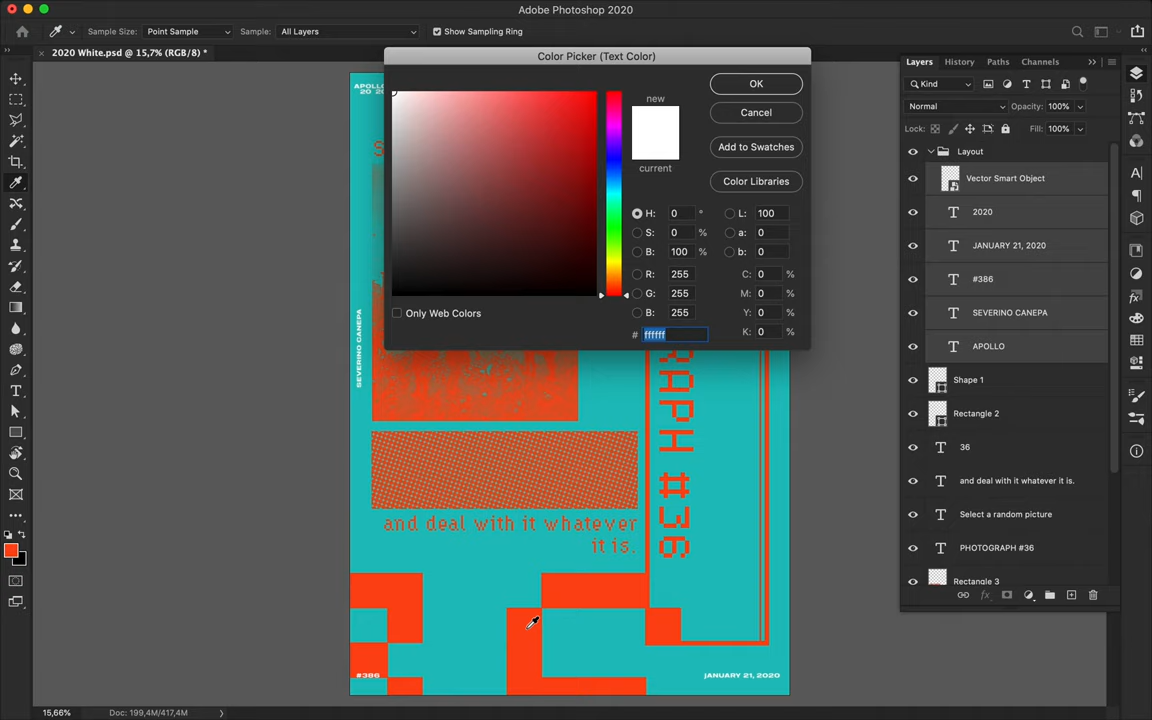 Adobe Photoshop 2020
Sample Size: Point Sample Sample: All Layers Show Sampling Ring
2020 White.psd @ 15,7% (RGB/8) *
Color Picker (Text Color)
new
current
OK
Cancel
Add to Swatches
Color Libraries
H: 0 ° L: 100
S: 0 % a: 0
B: 100 % b: 0
R: 255 C: 0 %
G: 255 M: 0 %
B: 255 Y: 0 %
# ffffff K: 0 %
Only Web Colors
SEVERINO CANEPA
RAPH #36
and deal with it whatever
it is.
#386
JANUARY 21, 2020
Layers History Paths Channels
Kind
Normal Opacity: 100%
Lock: Fill: 100%
Layout
Vector Smart Object
T 2020
T JANUARY 21, 2020
T #386
T SEVERINO CANEPA
T APOLLO
Shape 1
Rectangle 2
T 36
T and deal with it whatever it is.
T Select a random picture
T PHOTOGRAPH #36
Rectangle 3
15,66% Doc: 199,4M/417,4M